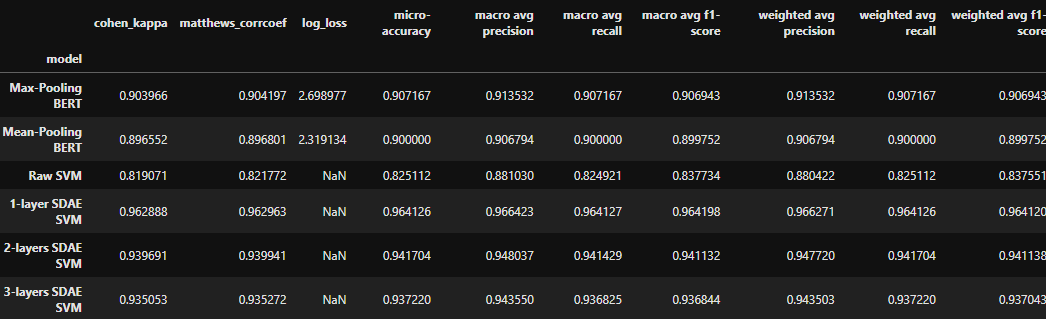 cohen_kappa matthews_corrcoef log_loss micro-accuracy macro avg precision macro avg recall macro avg f1-score weighted avg precision weighted avg recall weighted avg f1-score
model
Max-Pooling BERT 0.903966 0.904197 2.698977 0.907167 0.913532 0.907167 0.906943 0.913532 0.907167 0.906943
Mean-Pooling BERT 0.896552 0.896801 2.319134 0.900000 0.906794 0.900000 0.899752 0.906794 0.900000 0.899752
Raw SVM 0.819071 0.821772 NaN 0.825112 0.881030 0.824921 0.837734 0.880422 0.825112 0.837551
1-layer SDAE SVM 0.962888 0.962963 NaN 0.964126 0.966423 0.964127 0.964198 0.966271 0.964126 0.964120
2-layers SDAE SVM 0.939691 0.939941 NaN 0.941704 0.948037 0.941429 0.941132 0.947720 0.941704 0.941138
3-layers SDAE SVM 0.935053 0.935272 NaN 0.937220 0.943550 0.936825 0.936844 0.943503 0.937220 0.937043